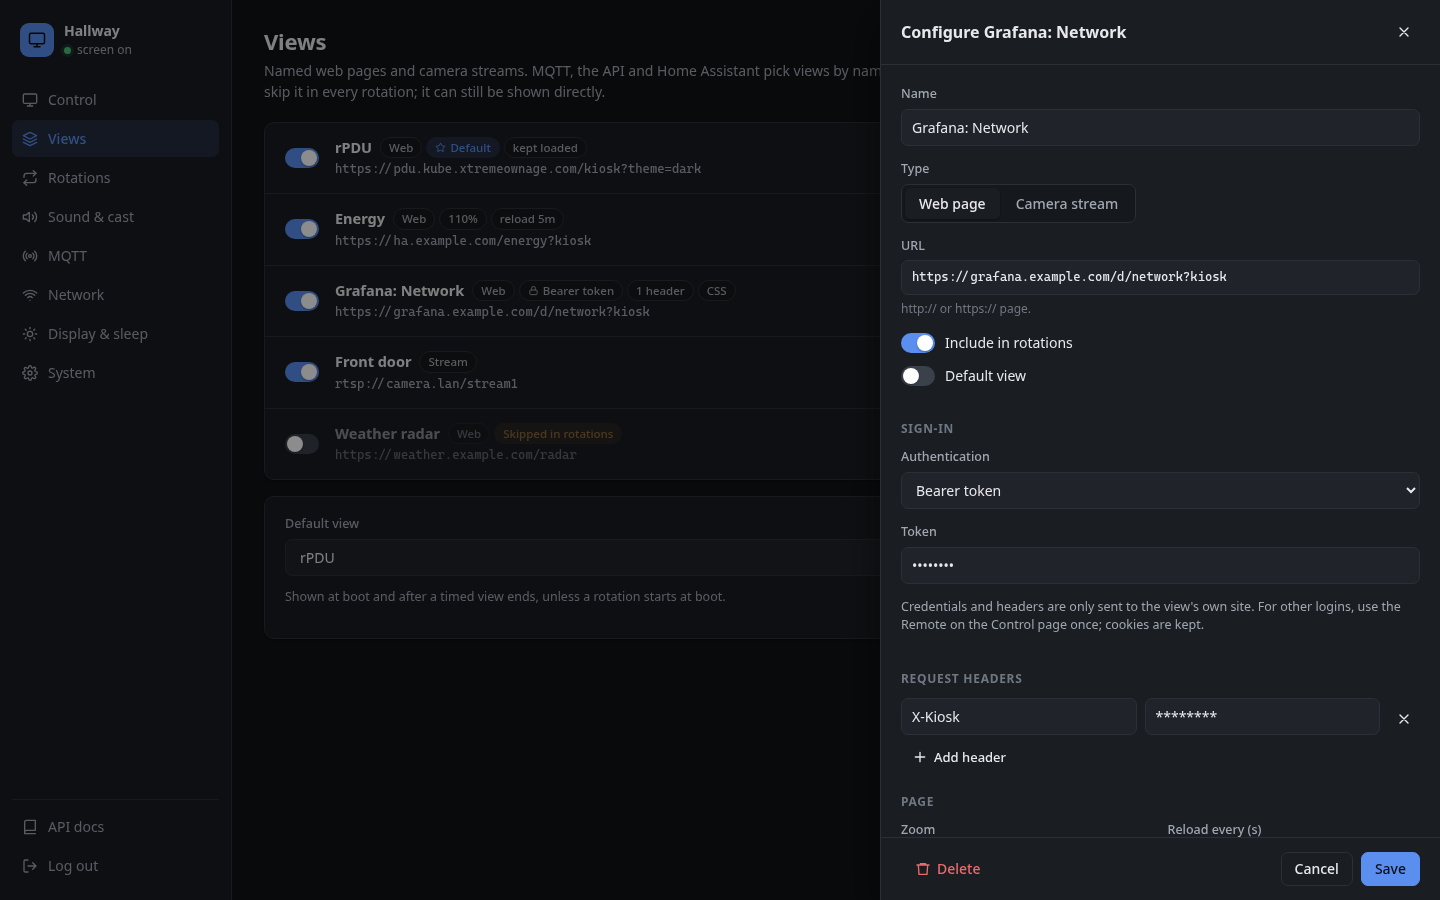 Hallway
screen on
Control
Views
Rotations
Sound & cast
MQTT
Network
Display & sleep
System
API docs
Log out
Views
Named web pages and camera streams. MQTT, the API and Home Assistant pick views by nam
skip it in every rotation; it can still be shown directly.
rPDU Web Default kept loaded
https://pdu.kube.xtremeownage.com/kiosk?theme=dark
Energy Web 110% reload 5m
https://ha.example.com/energy?kiosk
Grafana: Network Web Bearer token 1 header CSS
https://grafana.example.com/d/network?kiosk
Front door Stream
rtsp://camera.lan/stream1
Weather radar Web Skipped in rotations
https://weather.example.com/radar
Default view
rPDU
Shown at boot and after a timed view ends, unless a rotation starts at boot.
Configure Grafana: Network
Name
Grafana: Network
Type
Web page Camera stream
URL
https://grafana.example.com/d/network?kiosk
http:// or https:// page.
Include in rotations
Default view
SIGN-IN
Authentication
Bearer token
Token
••••••••
Credentials and headers are only sent to the view's own site. For other logins, use the
Remote on the Control page once; cookies are kept.
REQUEST HEADERS
X-Kiosk ********
Add header
PAGE
Zoom Reload every (s)
Delete Cancel Save